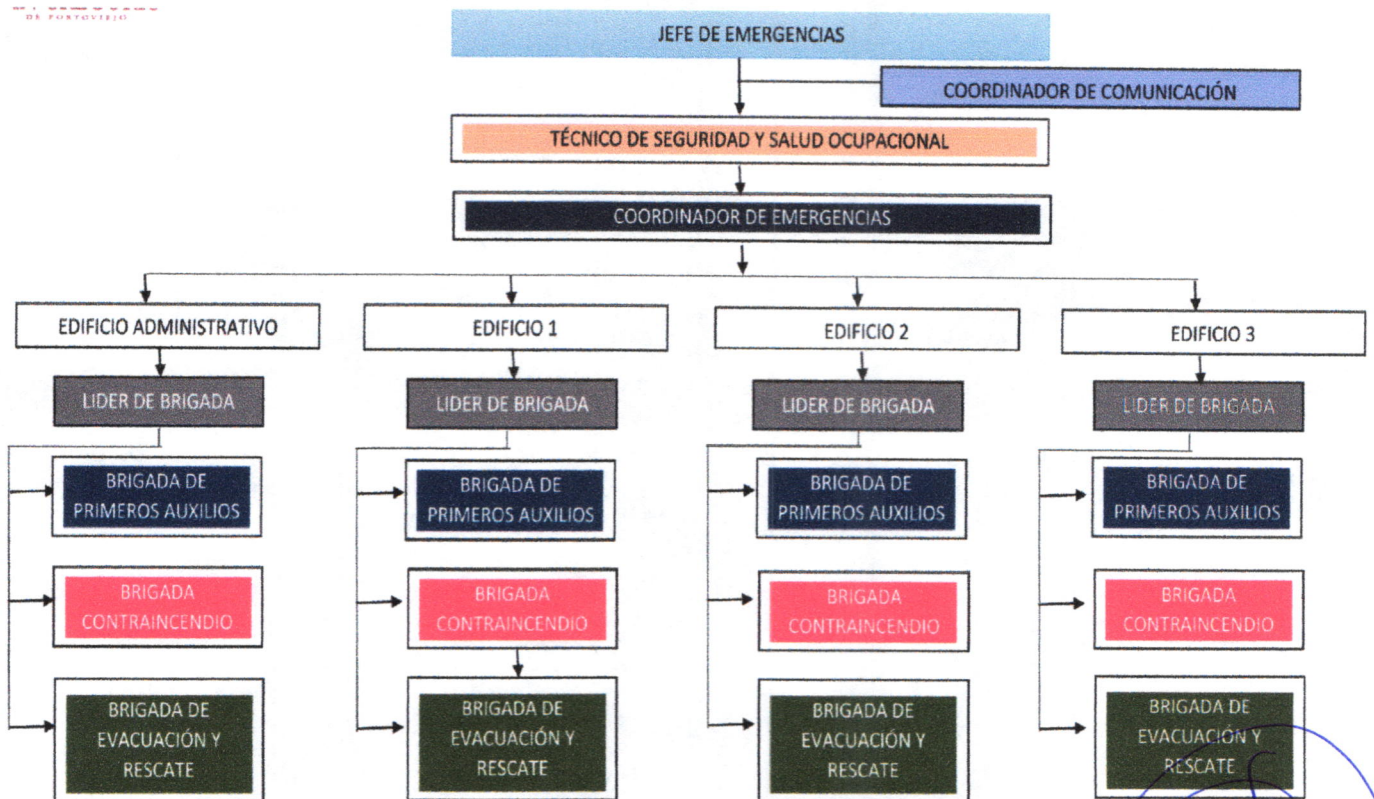 DE PORTOVIEJO
JEFE DE EMERGENCIAS
COORDINADOR DE COMUNICACIÓN
TÉCNICO DE SEGURIDAD Y SALUD OCUPACIONAL
COORDINADOR DE EMERGENCIAS
EDIFICIO ADMINISTRATIVO
EDIFICIO 1
EDIFICIO 2
EDIFICIO 3
LIDER DE BRIGADA
LIDER DE BRIGADA
LIDER DE BRIGADA
LIDER DE BRIGADA
BRIGADA DE
PRIMEROS AUXILIOS
BRIGADA DE
PRIMEROS AUXILIOS
BRIGADA DE
PRIMEROS AUXILIOS
BRIGADA DE
PRIMEROS AUXILIOS
BRIGADA
CONTRAINCENDIO
BRIGADA
CONTRAINCENDIO
BRIGADA
CONTRAINCENDIO
BRIGADA
CONTRAINCENDIO
BRIGADA DE
EVACUACIÓN Y
RESCATE
BRIGADA DE
EVACUACIÓN Y
RESCATE
BRIGADA DE
EVACUACIÓN Y
RESCATE
BRIGADA DE
EVACUACIÓN Y
RESCATE